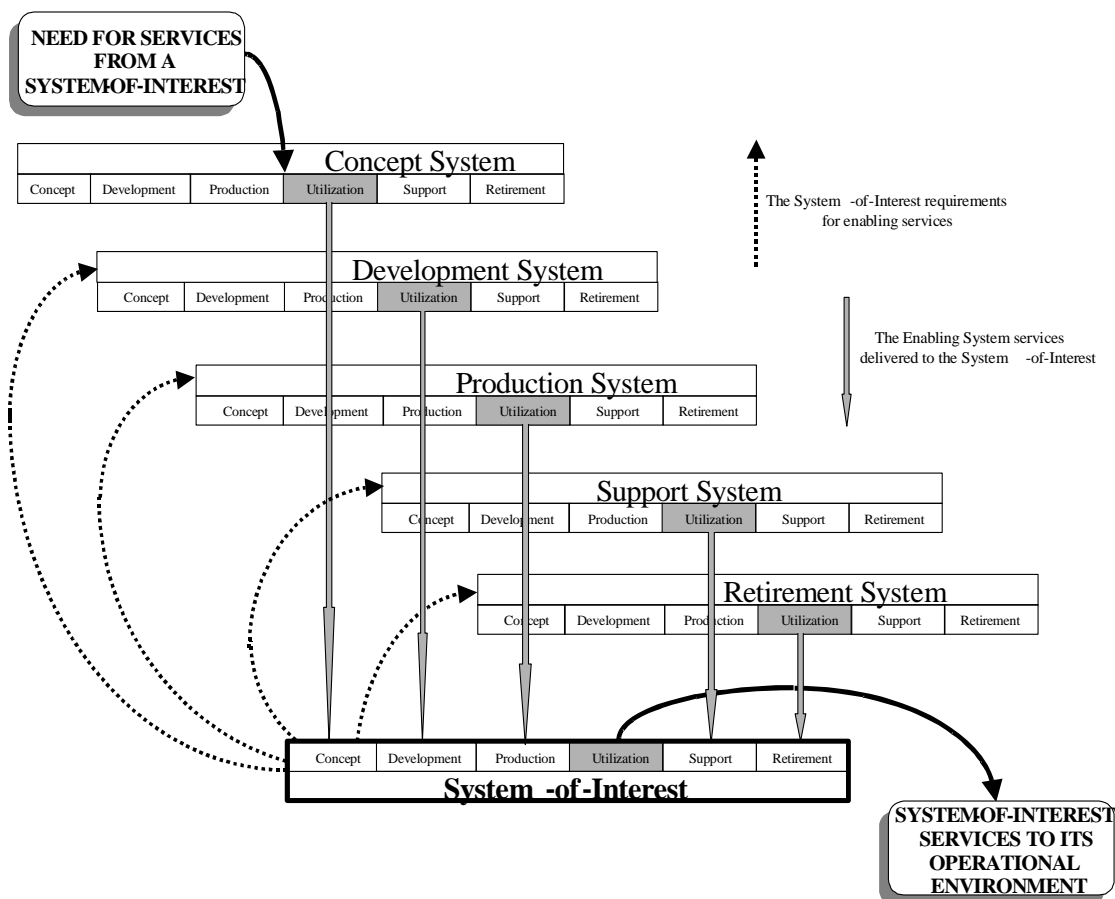 NEED FOR SERVICES
FROM A
SYSTEM-OF-INTEREST
Concept System
Concept Development Production Utilization Support Retirement
The System -of-Interest requirements
for enabling services
Development System
Concept Development Production Utilization Support Retirement
The Enabling System services
delivered to the System -of-Interest
Production System
Concept Development Production Utilization Support Retirement
Support System
Concept Development Production Utilization Support Retirement
Retirement System
Concept Development Production Utilization Support Retirement
Concept Development Production Utilization Support Retirement
System -of-Interest
SYSTEM-OF-INTEREST
SERVICES TO ITS
OPERATIONAL
ENVIRONMENT